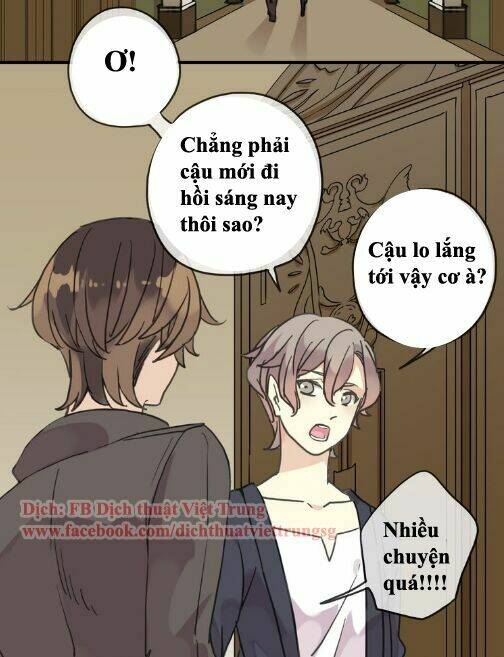 Ơ!
Chẳng phải
cậu mới đi
hồi sáng nay
thôi sao?
Cậu lo lắng
tới vậy cơ à?
Dịch: FB Dịch thuật Việt Trung
www.facebook.com/dichthuatviettrungsg
Nhiều
chuyện
quá!!!!